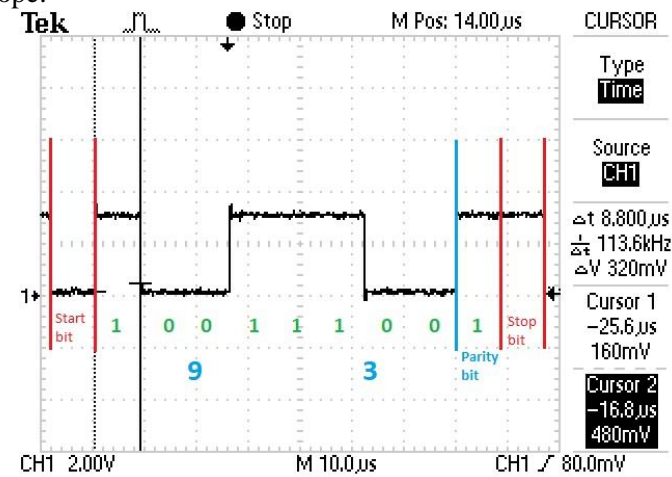 ope:
Tek Stop M Pos: 14.00µs CURSOR
Type
Time
Source
CH1
Δt 8.800µs
1/Δt 113.6kHz
ΔV 320mV
1+
Cursor 1
−25.6µs
160mV
Start bit 1 0 0 1 1 1 0 0 1 Stop bit
9 3 Parity bit
Cursor 2
−16.8µs
480mV
CH1 2.00V M 10.0µs CH1 80.0mV